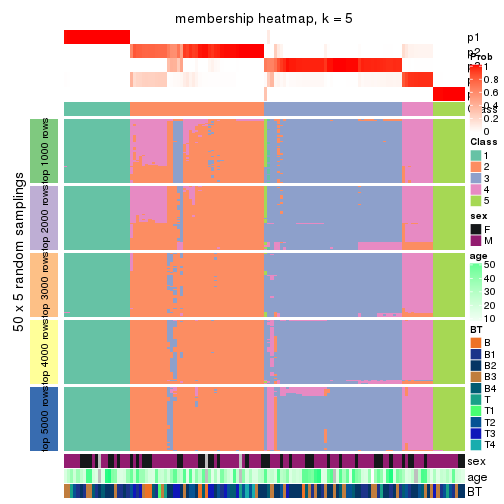 membership heatmap, k = 5
p1
p2
p4
Prob
1
0.8
0.6
0.4
0.2
0
Class
1
2
3
4
5
sex
F
M
age
50
40
30
20
10
BT
B
B1
B2
B3
B4
T
T1
T2
T3
T4
50 x 5 random samplings
top 1000 rows
top 2000 rows
top 3000 rows
top 4000 rows
top 5000 rows
sex
age
BT